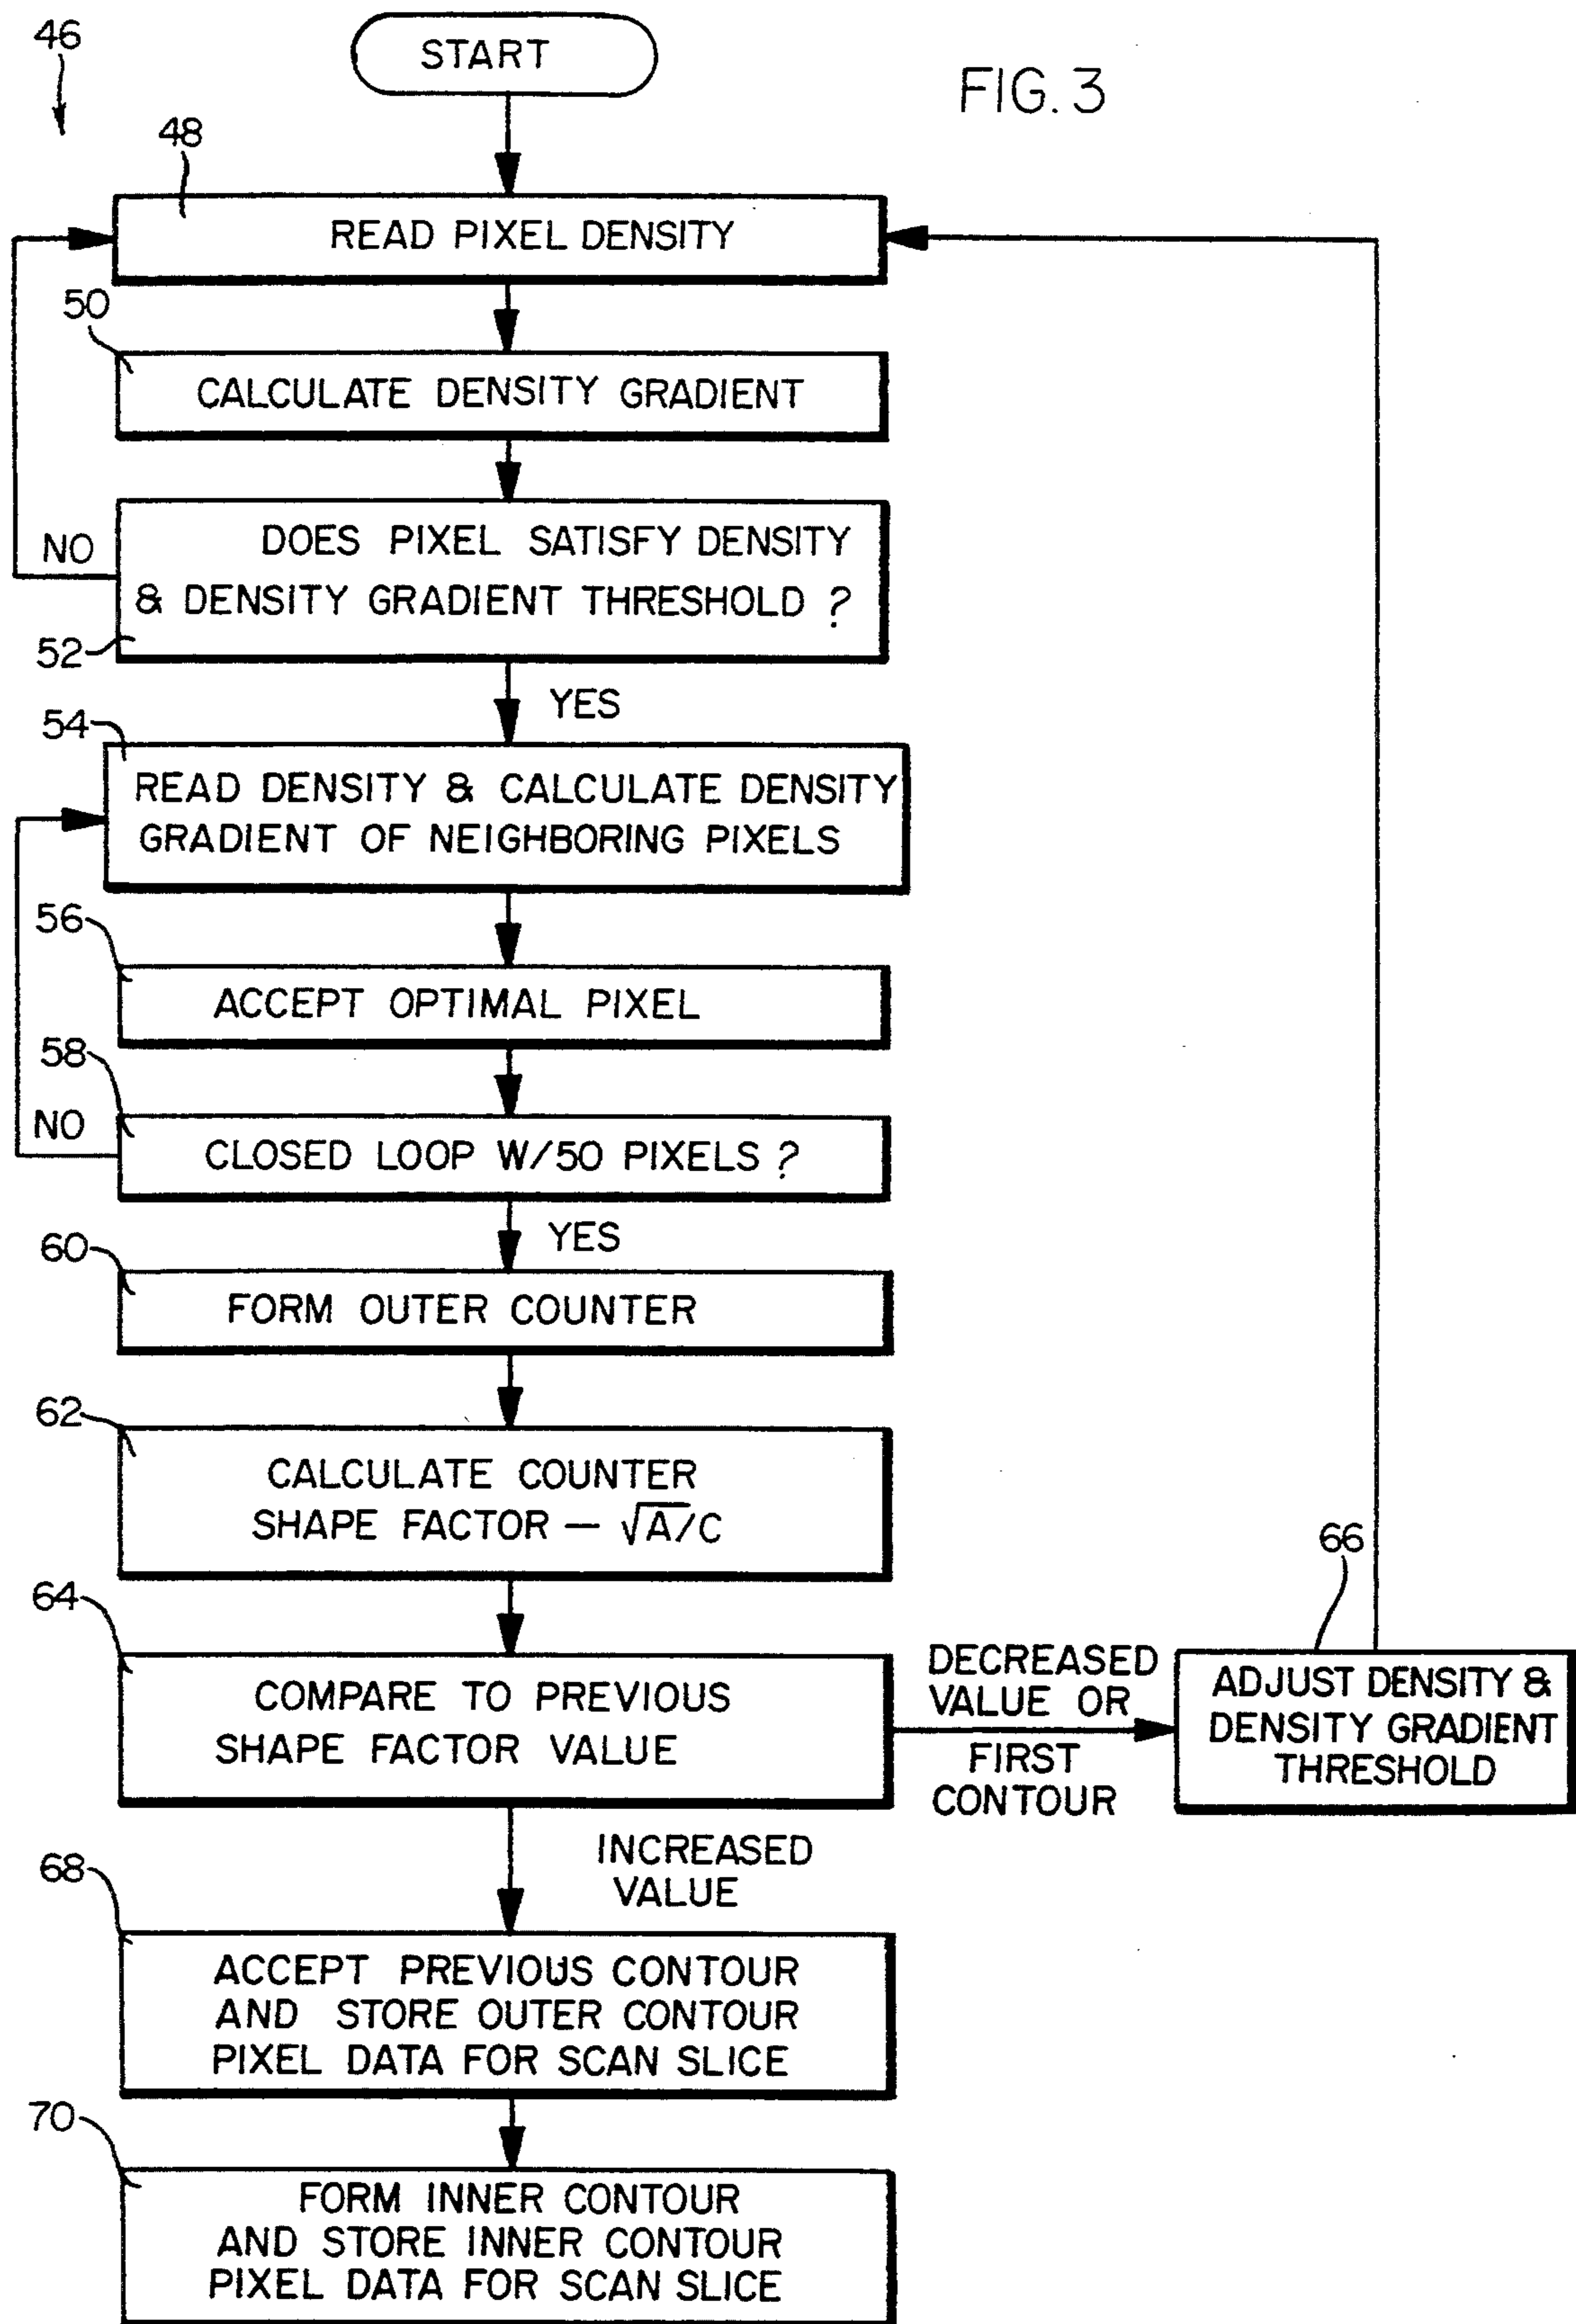 46
START
FIG. 3
48
READ PIXEL DENSITY
50
CALCULATE DENSITY GRADIENT
NO
DOES PIXEL SATISFY DENSITY
& DENSITY GRADIENT THRESHOLD ?
52
YES
54
READ DENSITY & CALCULATE DENSITY
GRADIENT OF NEIGHBORING PIXELS
56
ACCEPT OPTIMAL PIXEL
58
NO
CLOSED LOOP W/50 PIXELS ?
YES
60
FORM OUTER COUNTER
62
CALCULATE COUNTER
SHAPE FACTOR — √A/C
64
COMPARE TO PREVIOUS
SHAPE FACTOR VALUE
DECREASED
VALUE OR
FIRST
CONTOUR
66
ADJUST DENSITY &
DENSITY GRADIENT
THRESHOLD
INCREASED
VALUE
68
ACCEPT PREVIOUS CONTOUR
AND STORE OUTER CONTOUR
PIXEL DATA FOR SCAN SLICE
70
FORM INNER CONTOUR
AND STORE INNER CONTOUR
PIXEL DATA FOR SCAN SLICE